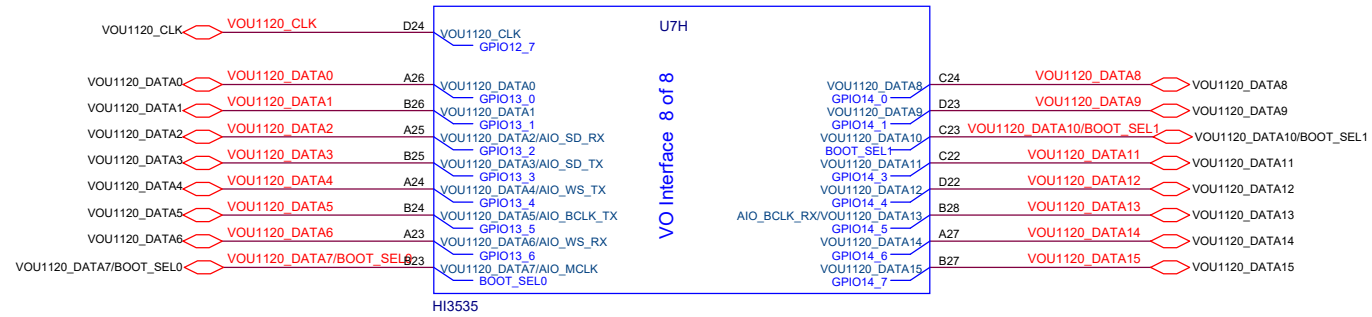 U7H
VOU1120_CLK VOU1120_CLK D24 VOU1120_CLK
GPIO12_7
VOU1120_DATA0 VOU1120_DATA0 A26 VOU1120_DATA0
GPIO13_0
VOU1120_DATA1 VOU1120_DATA1 B26 VOU1120_DATA1
GPIO13_1
VOU1120_DATA2 VOU1120_DATA2 A25 VOU1120_DATA2/AIO_SD_RX
GPIO13_2
VOU1120_DATA3 VOU1120_DATA3 B25 VOU1120_DATA3/AIO_SD_TX
GPIO13_3
VOU1120_DATA4 VOU1120_DATA4 A24 VOU1120_DATA4/AIO_WS_TX
GPIO13_4
VOU1120_DATA5 VOU1120_DATA5 B24 VOU1120_DATA5/AIO_BCLK_TX
GPIO13_5
VOU1120_DATA6 VOU1120_DATA6 A23 VOU1120_DATA6/AIO_WS_RX
GPIO13_6
VOU1120_DATA7/BOOT_SEL0 VOU1120_DATA7/BOOT_SEL0 B23 VOU1120_DATA7/AIO_MCLK
BOOT_SEL0
VO Interface 8 of 8
VOU1120_DATA8 C24 VOU1120_DATA8 VOU1120_DATA8
GPIO14_0
VOU1120_DATA9 D23 VOU1120_DATA9 VOU1120_DATA9
GPIO14_1
VOU1120_DATA10 C23 VOU1120_DATA10/BOOT_SEL1 VOU1120_DATA10/BOOT_SEL1
BOOT_SEL1
VOU1120_DATA11 C22 VOU1120_DATA11 VOU1120_DATA11
GPIO14_3
VOU1120_DATA12 D22 VOU1120_DATA12 VOU1120_DATA12
GPIO14_4
AIO_BCLK_RX/VOU1120_DATA13 B28 VOU1120_DATA13 VOU1120_DATA13
GPIO14_5
VOU1120_DATA14 A27 VOU1120_DATA14 VOU1120_DATA14
GPIO14_6
VOU1120_DATA15 B27 VOU1120_DATA15 VOU1120_DATA15
GPIO14_7
HI3535